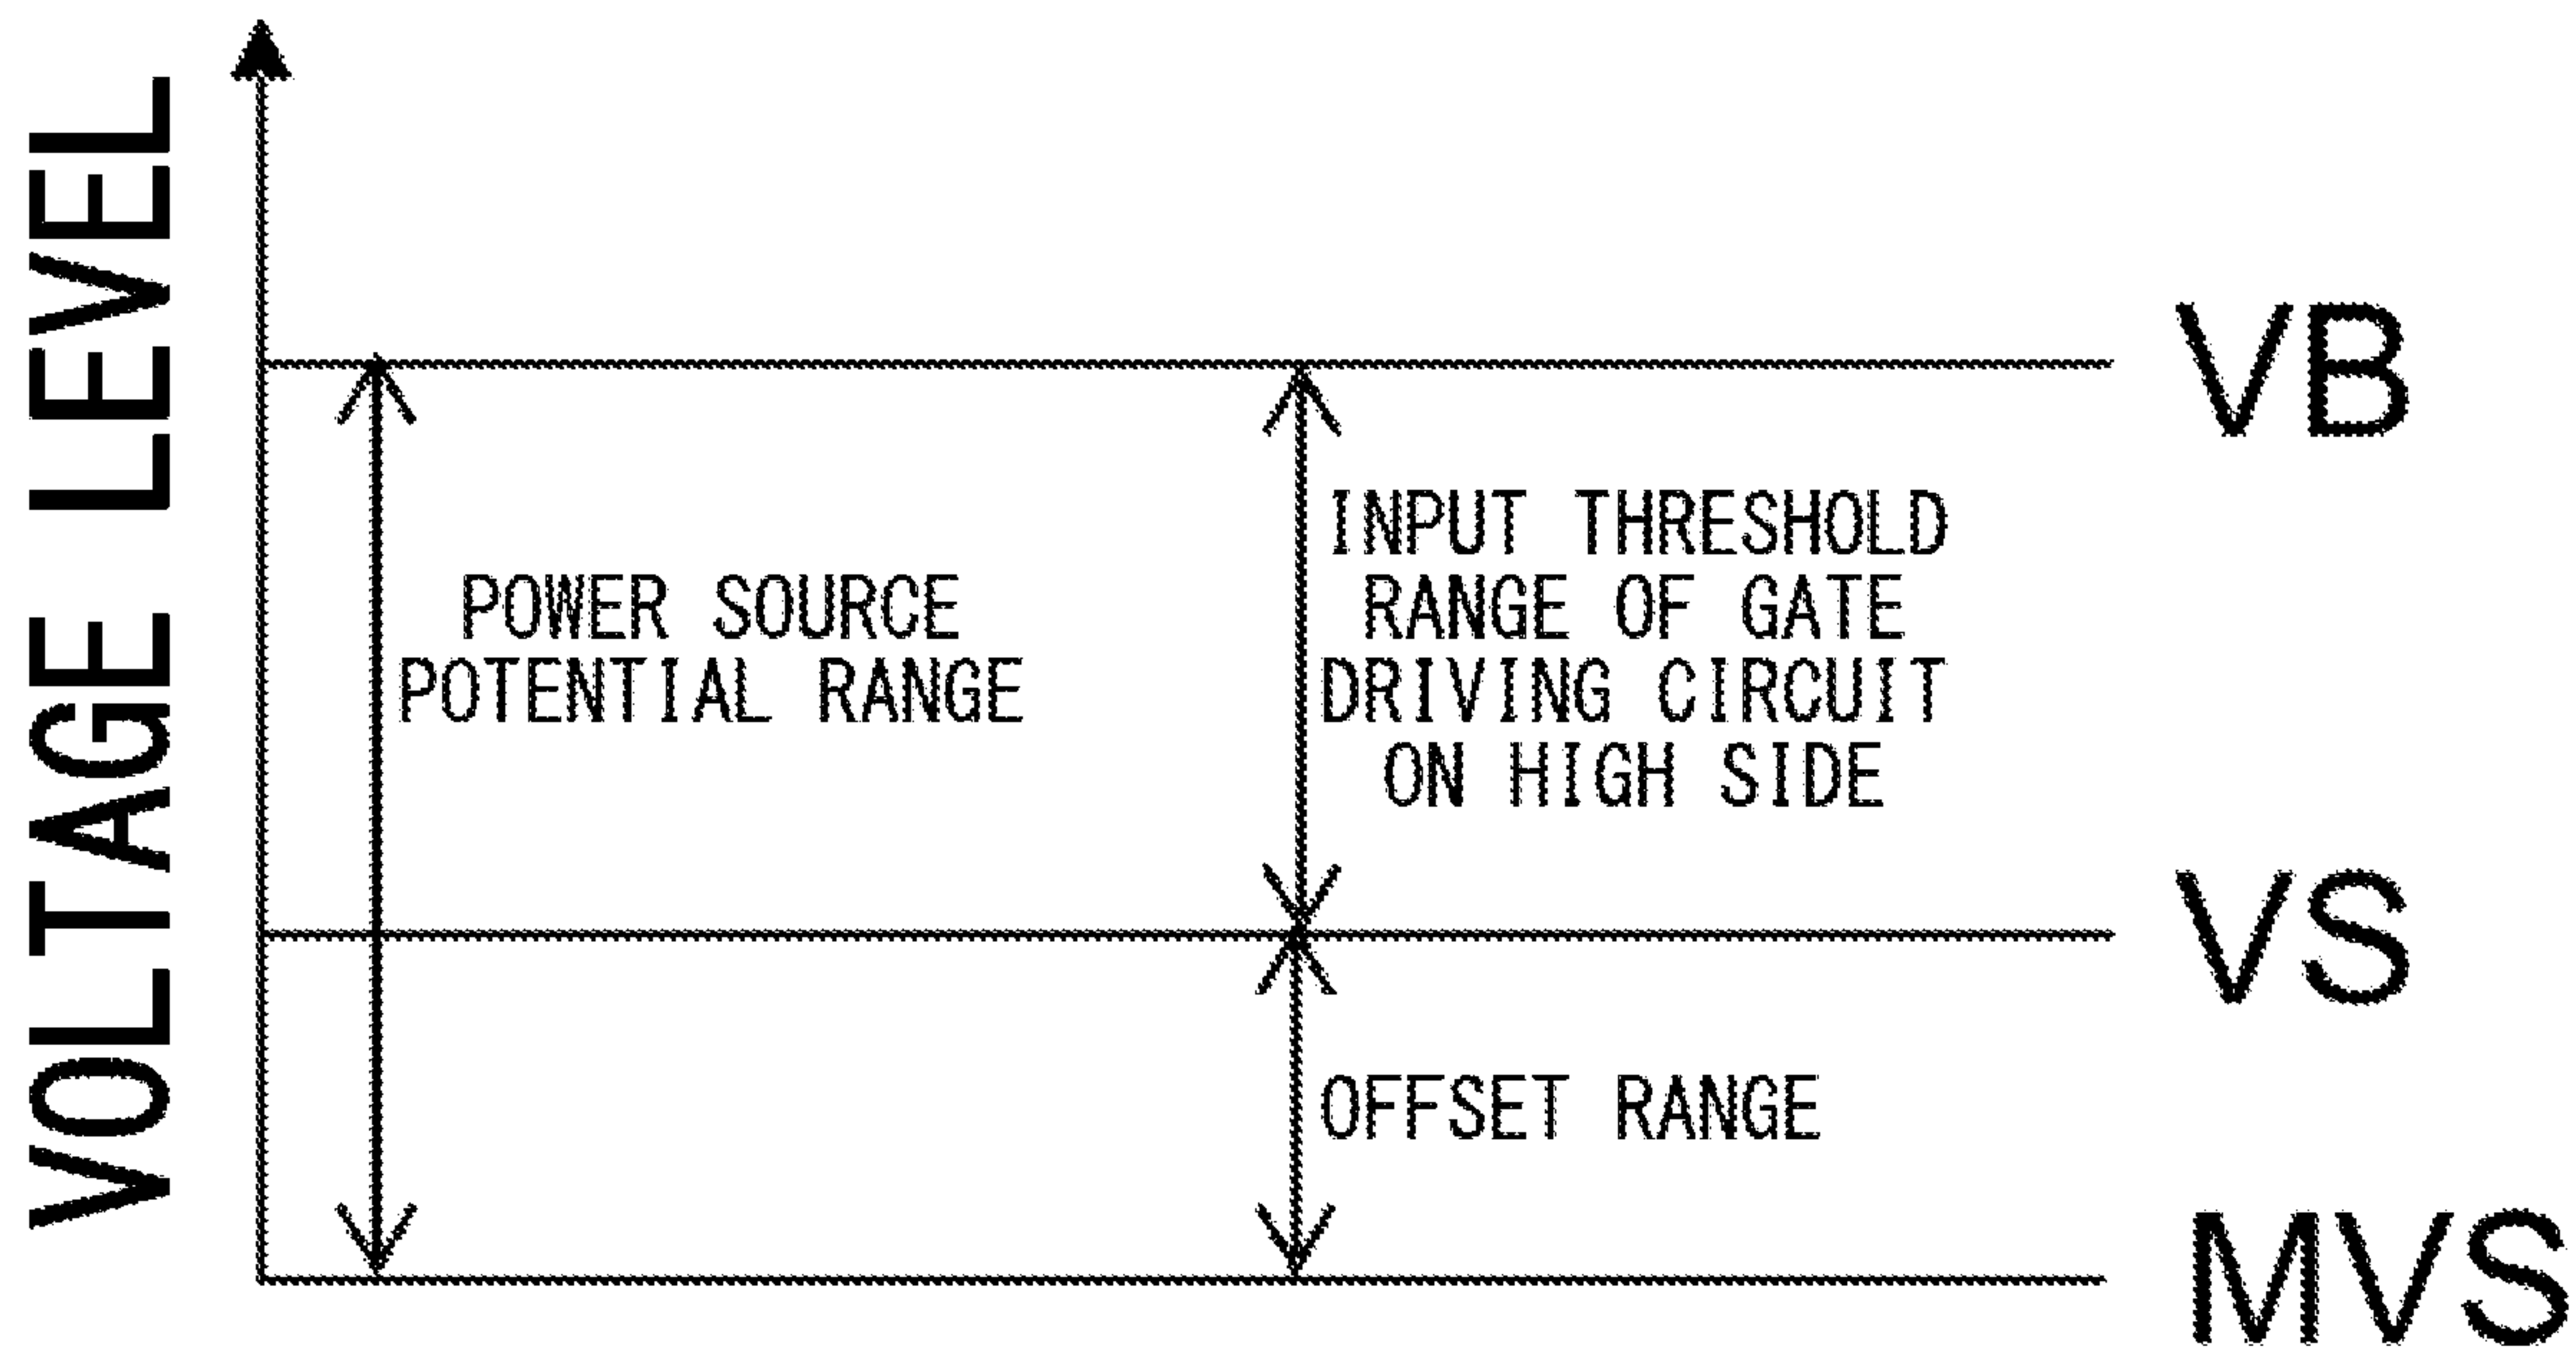 VOLTAGE LEVEL
VB
POWER SOURCE
POTENTIAL RANGE
INPUT THRESHOLD
RANGE OF GATE
DRIVING CIRCUIT
ON HIGH SIDE
VS
OFFSET RANGE
MVS